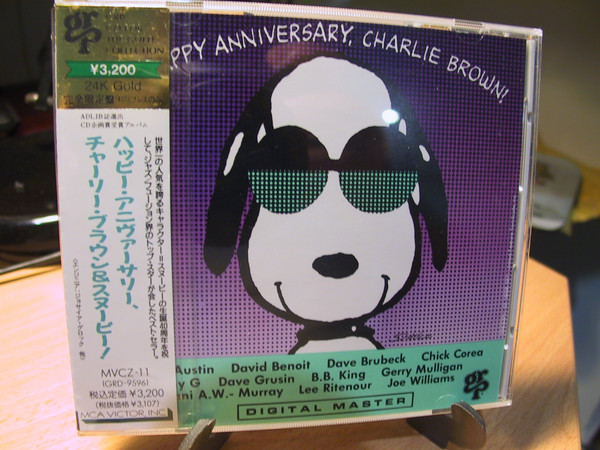 GRP
COLLECTION
¥3,200
24K Gold
ADLIB誌選出
CD企画賞受賞アルバム
ハッピー・アニヴァーサリー、
チャーリー・ブラウン&スヌーピー!
世界一の人気を誇るキャラクター=スヌーピーの生誕40周年を祝
して、ジャズ/フュージョン界のトップ・スターが会したベスト・セラー。
MVCZ-11
(GRD-9596)
税込定価¥3,200
(税抜価格¥3,107)
MCA VICTOR, INC.
PPY ANNIVERSARY, CHARLIE BROWN!
Austin David Benoit Dave Brubeck Chick Corea
y G Dave Grusin B.B. King Gerry Mulligan
ni A.W.- Murray Lee Ritenour Joe Williams
GRP
DIGITAL MASTER